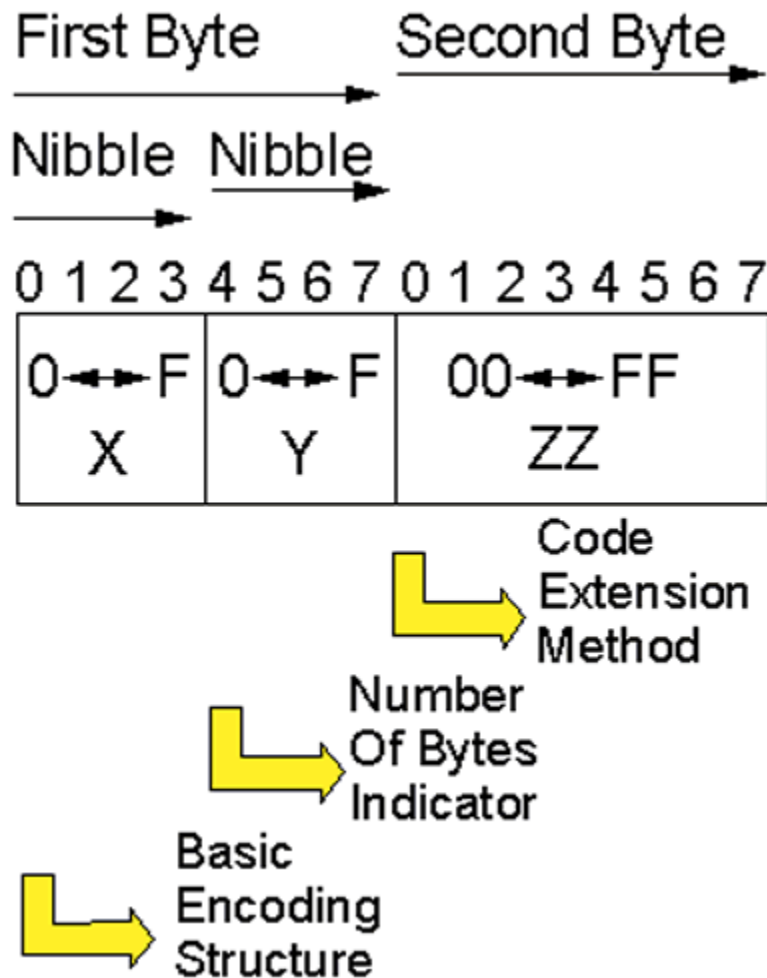 First Byte Second Byte
Nibble Nibble
0 1 2 3 4 5 6 7 0 1 2 3 4 5 6 7
0 F 0 F 00 FF
X Y ZZ
Code
Extension
Method
Number
Of Bytes
Indicator
Basic
Encoding
Structure